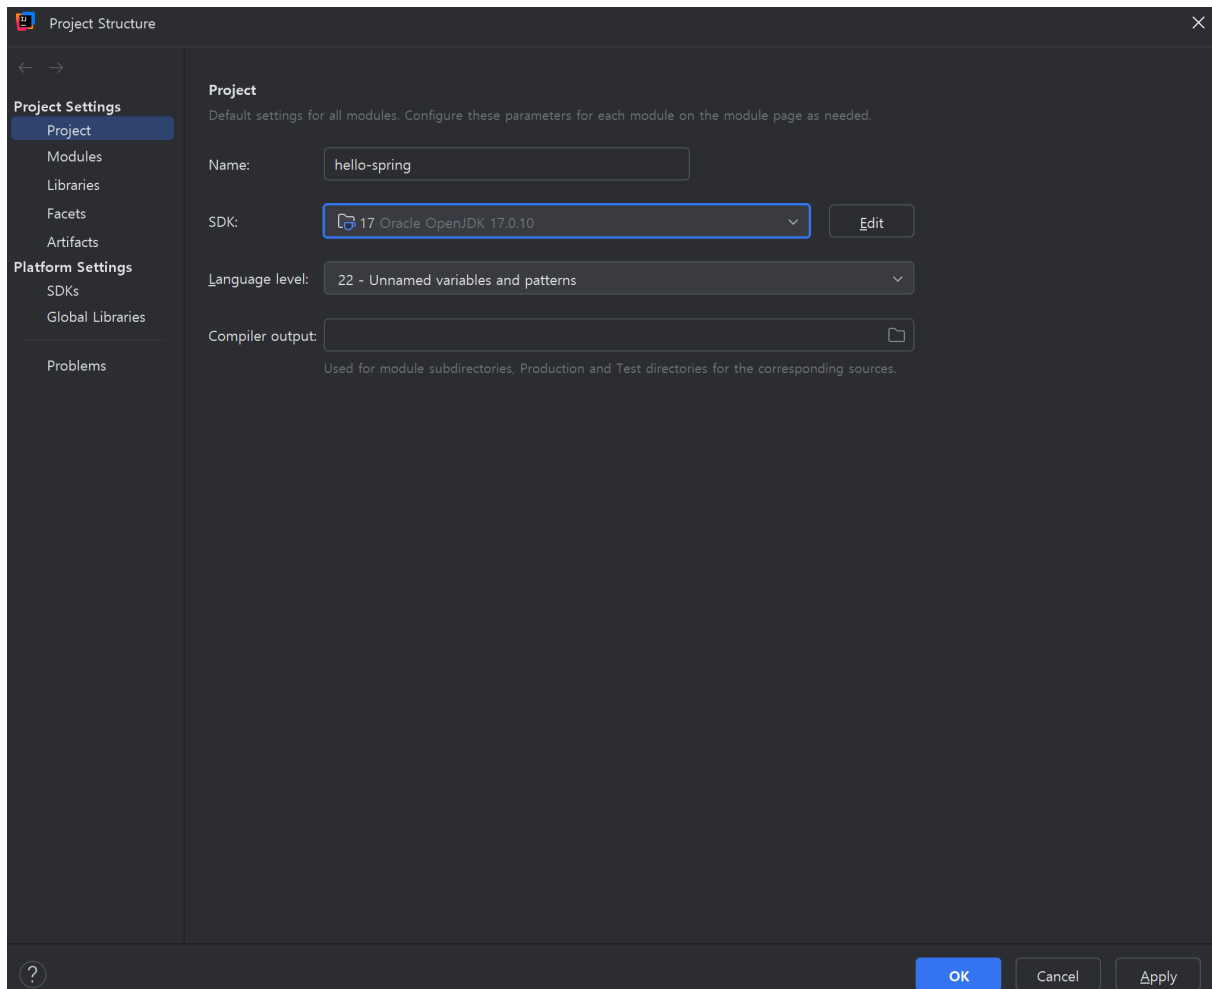 Project Structure
Project Settings
Project
Modules
Libraries
Facets
Artifacts
Platform Settings
SDKs
Global Libraries
Problems
Project
Default settings for all modules. Configure these parameters for each module on the module page as needed.
Name: hello-spring
SDK: 17 Oracle OpenJDK 17.0.10 Edit
Language level: 22 - Unnamed variables and patterns
Compiler output:
Used for module subdirectories, Production and Test directories for the corresponding sources.
? OK Cancel Apply